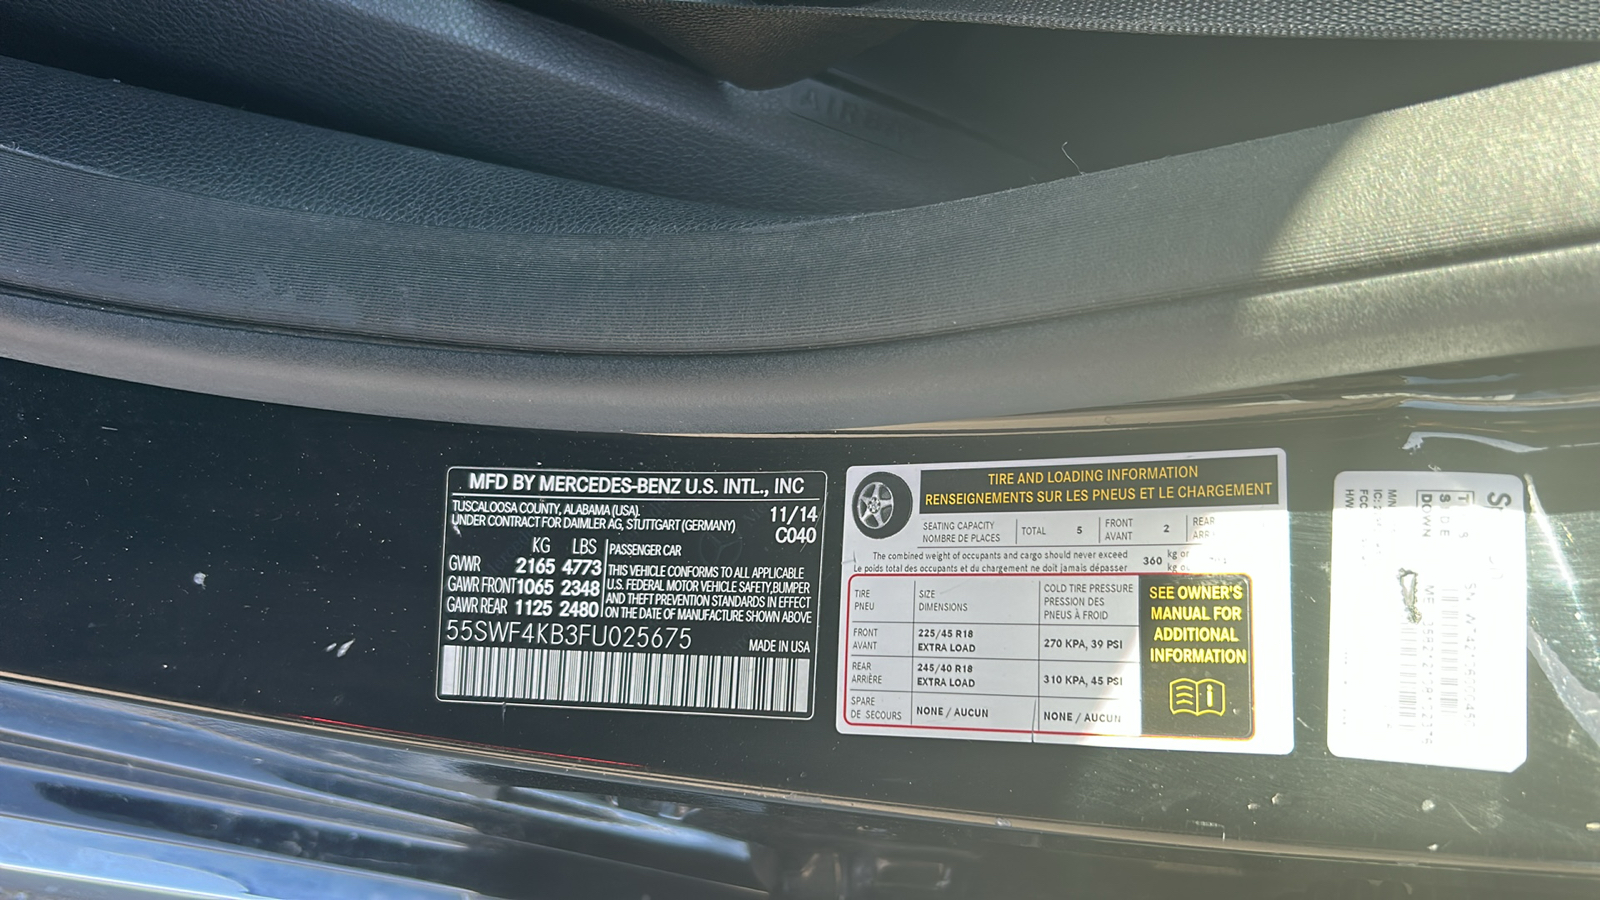 AIRBAG
MFD BY MERCEDES-BENZ U.S. INTL., INC
TUSCALOOSA COUNTY, ALABAMA (USA).
UNDER CONTRACT FOR DAIMLER AG, STUTTGART (GERMANY)
11/14
C040
KG LBS
GVWR 2165 4773
GAWR FRONT 1065 2348
GAWR REAR 1125 2480
PASSENGER CAR
THIS VEHICLE CONFORMS TO ALL APPLICABLE
U.S. FEDERAL MOTOR VEHICLE SAFETY, BUMPER
AND THEFT PREVENTION STANDARDS IN EFFECT
ON THE DATE OF MANUFACTURE SHOWN ABOVE
55SWF4KB3FU025675
MADE IN USA
TIRE AND LOADING INFORMATION
RENSEIGNEMENTS SUR LES PNEUS ET LE CHARGEMENT
SEATING CAPACITY
NOMBRE DE PLACES
TOTAL 5
FRONT
AVANT
2
REAR
The combined weight of occupants and cargo should never exceed
Le poids total des occupants et du chargement ne doit jamais dépasser
360
kg or
kg
TIRE
PNEU
SIZE
DIMENSIONS
COLD TIRE PRESSURE
PRESSION DES
PNEUS À FROID
FRONT
AVANT
225/45 R18
EXTRA LOAD
270 KPA, 39 PSI
REAR
ARRIÈRE
245/40 R18
EXTRA LOAD
310 KPA, 45 PSI
SPARE
DE SECOURS
NONE / AUCUN
NONE / AUCUN
SEE OWNER'S
MANUAL FOR
ADDITIONAL
INFORMATION
DOWN